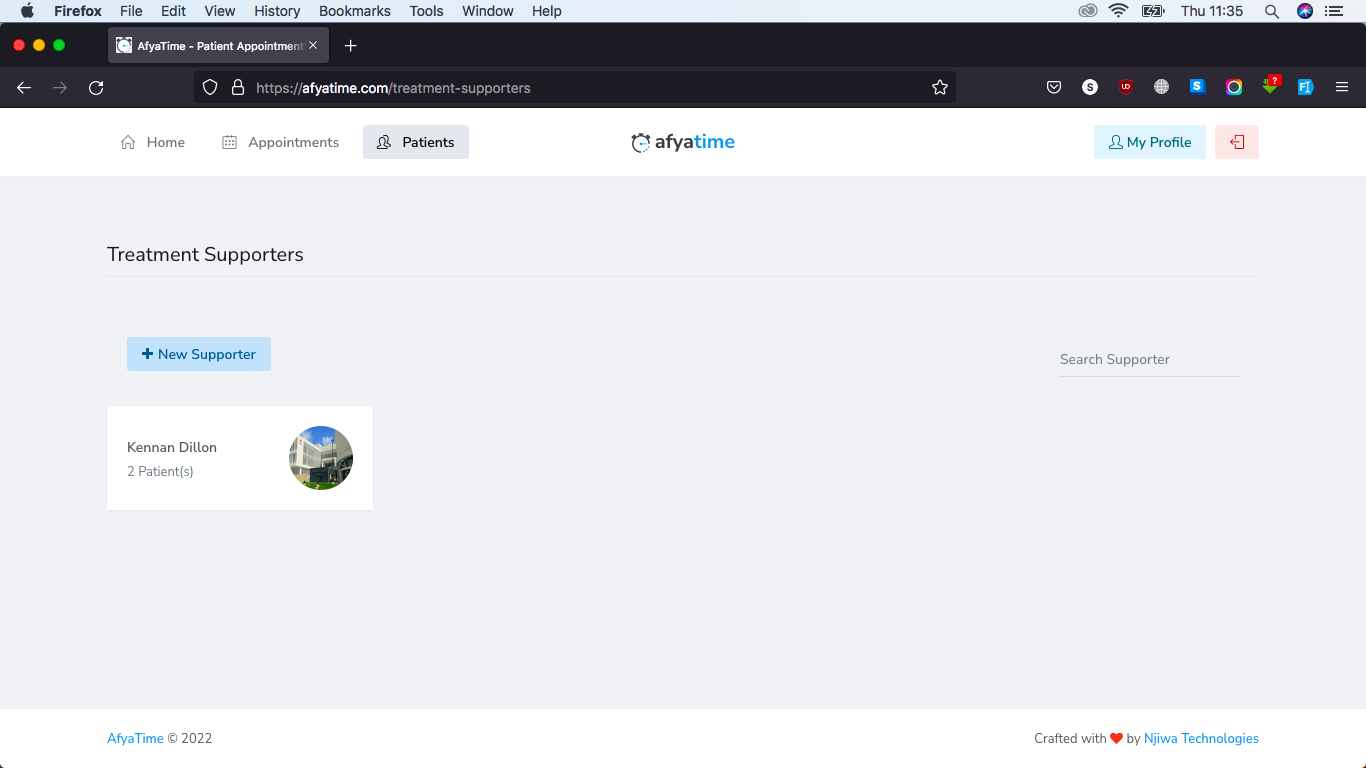 Firefox File Edit View History Bookmarks Tools Window Help Thu 11:35
AfyaTime - Patient Appointment
https://afyatime.com/treatment-supporters
Home Appointments Patients afyatime My Profile
Treatment Supporters
New Supporter
Search Supporter
Kennan Dillon
2 Patient(s)
AfyaTime © 2022 Crafted with ❤ by Njiwa Technologies